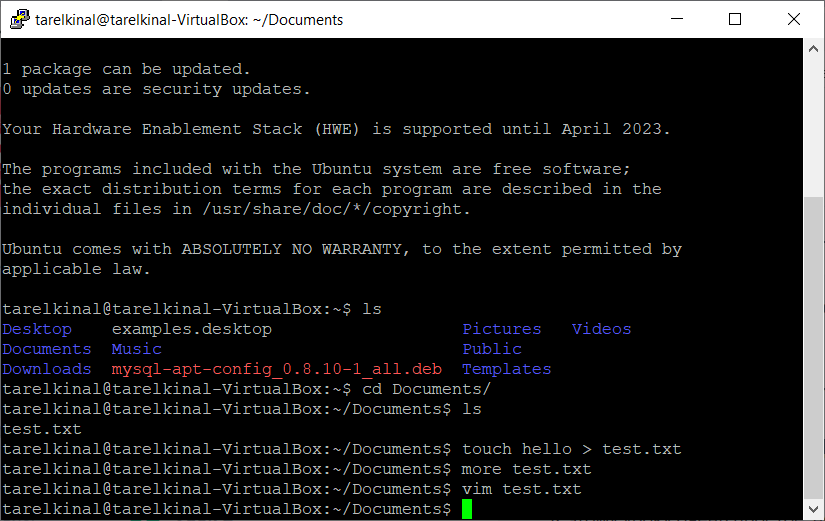 tarelkinal@tarelkinal-VirtualBox: ~/Documents
1 package can be updated.
0 updates are security updates.
Your Hardware Enablement Stack (HWE) is supported until April 2023.
The programs included with the Ubuntu system are free software;
the exact distribution terms for each program are described in the
individual files in /usr/share/doc/*/copyright.
Ubuntu comes with ABSOLUTELY NO WARRANTY, to the extent permitted by
applicable law.
tarelkinal@tarelkinal-VirtualBox:~$ ls
Desktop    examples.desktop                   Pictures   Videos
Documents  Music                              Public
Downloads  mysql-apt-config_0.8.10-1_all.deb  Templates
tarelkinal@tarelkinal-VirtualBox:~$ cd Documents/
tarelkinal@tarelkinal-VirtualBox:~/Documents$ ls
test.txt
tarelkinal@tarelkinal-VirtualBox:~/Documents$ touch hello > test.txt
tarelkinal@tarelkinal-VirtualBox:~/Documents$ more test.txt
tarelkinal@tarelkinal-VirtualBox:~/Documents$ vim test.txt
tarelkinal@tarelkinal-VirtualBox:~/Documents$